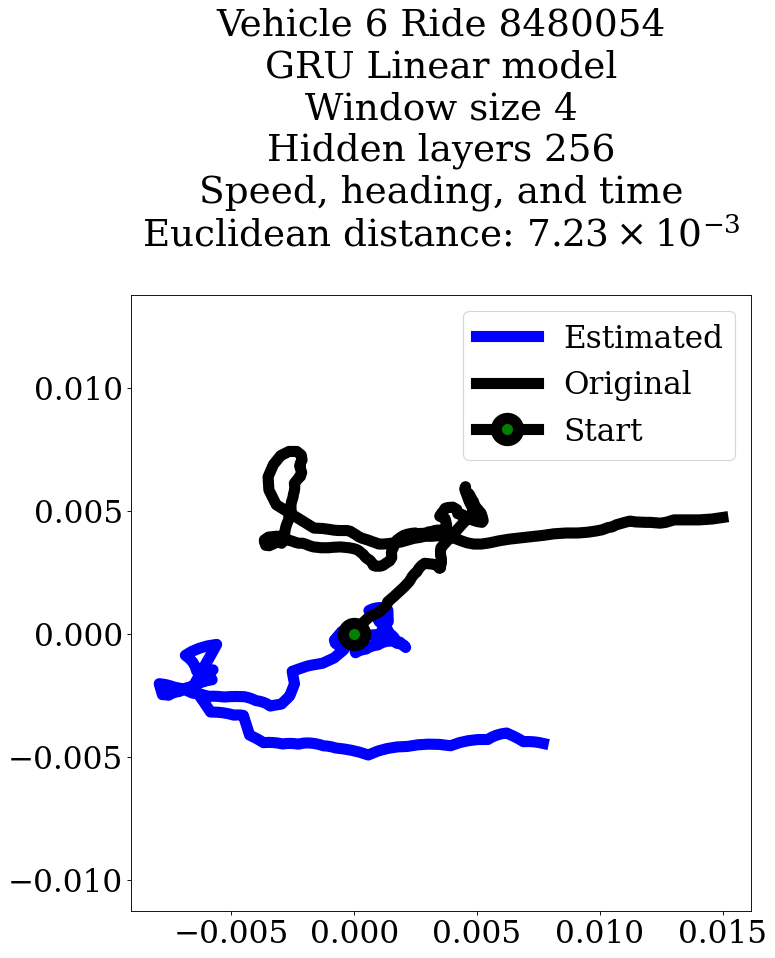 Vehicle 6 Ride 8480054
GRU Linear model
Window size 4
Hidden layers 256
Speed, heading, and time
Euclidean distance: 7.23 × 10⁻³
Estimated
Original
Start
0.010
0.005
0.000
−0.005
−0.010
−0.005 0.000 0.005 0.010 0.015